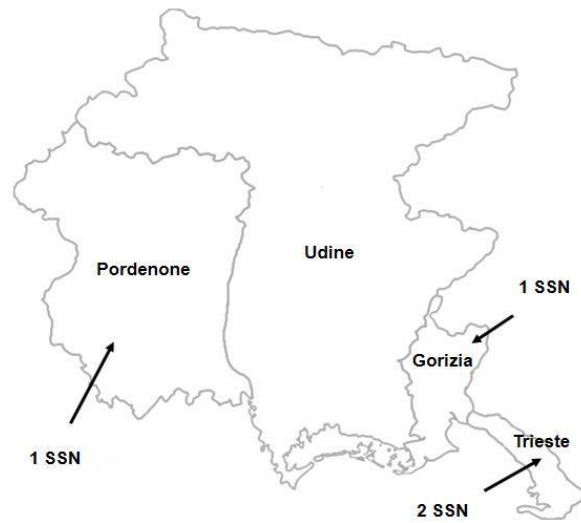 Udine
Pordenone
1 SSN
Gorizia
Trieste
1 SSN
2 SSN